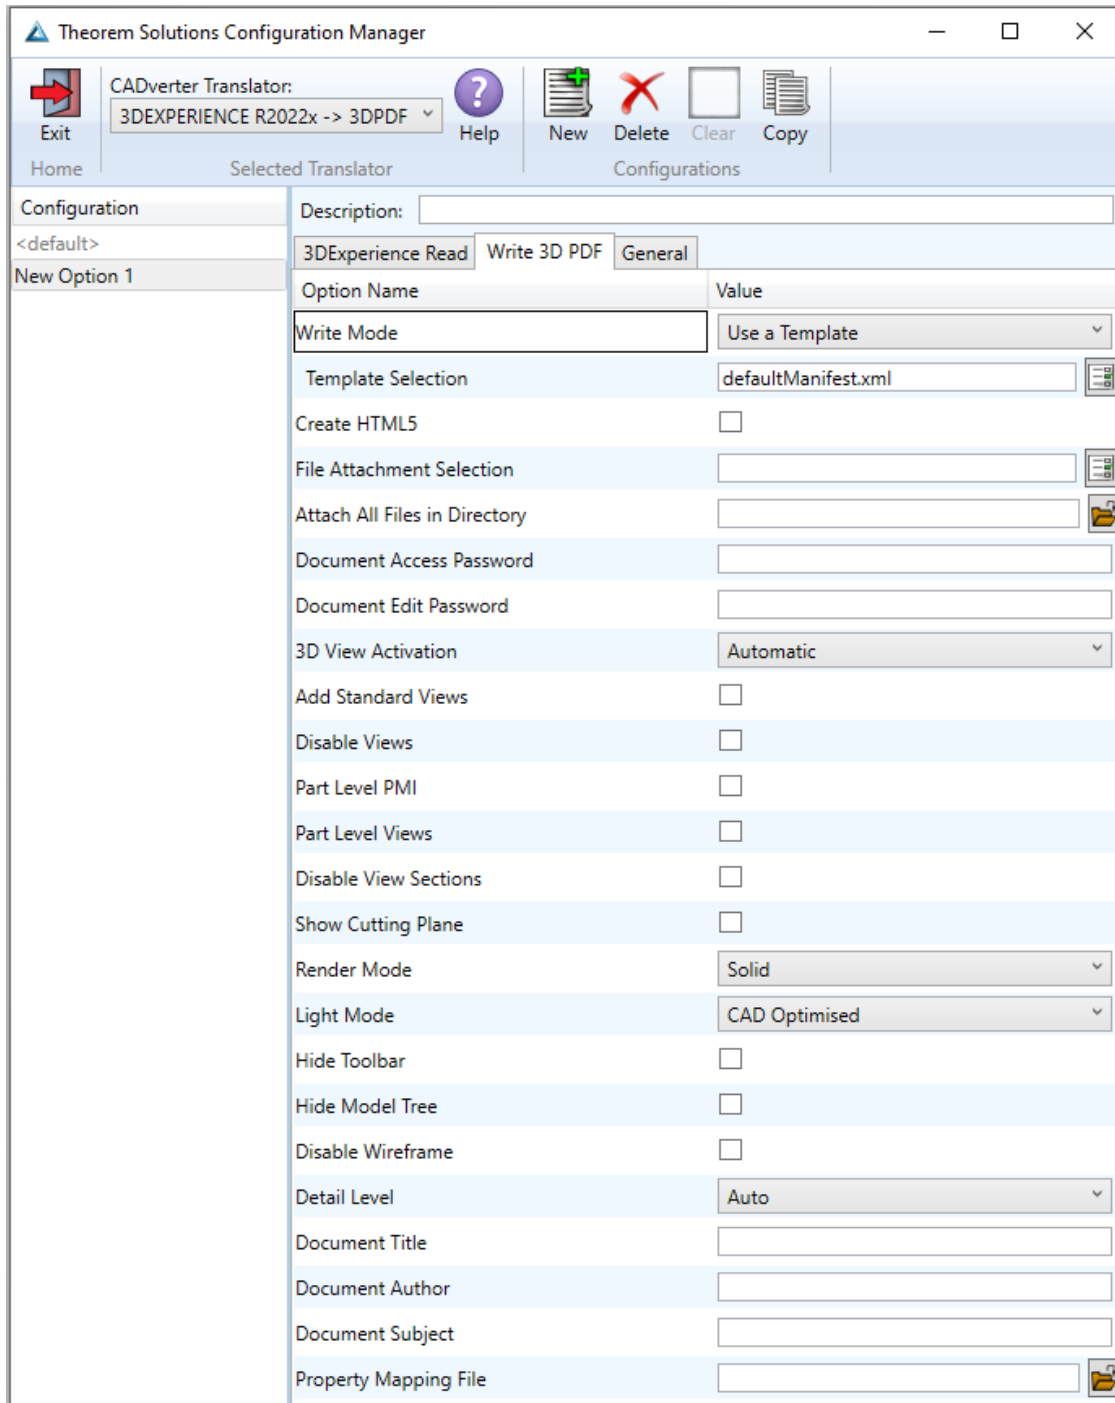 Theorem Solutions Configuration Manager
CADverter Translator:
3DEXPERIENCE R2022x -> 3DPDF
Exit
Help
New
Delete
Clear
Copy
Home
Selected Translator
Configurations
Configuration
<default>
New Option 1
Description:
3DExperience Read
Write 3D PDF
General
Option Name
Value
Write Mode
Use a Template
Template Selection
defaultManifest.xml
Create HTML5
File Attachment Selection
Attach All Files in Directory
Document Access Password
Document Edit Password
3D View Activation
Automatic
Add Standard Views
Disable Views
Part Level PMI
Part Level Views
Disable View Sections
Show Cutting Plane
Render Mode
Solid
Light Mode
CAD Optimised
Hide Toolbar
Hide Model Tree
Disable Wireframe
Detail Level
Auto
Document Title
Document Author
Document Subject
Property Mapping File